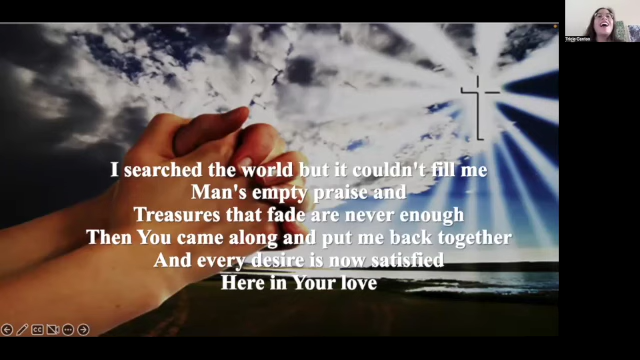 I searched the world but it couldn't fill me
Man's empty praise and
Treasures that fade are never enough
Then You came along and put me back together
And every desire is now satisfied
Here in Your love
CC